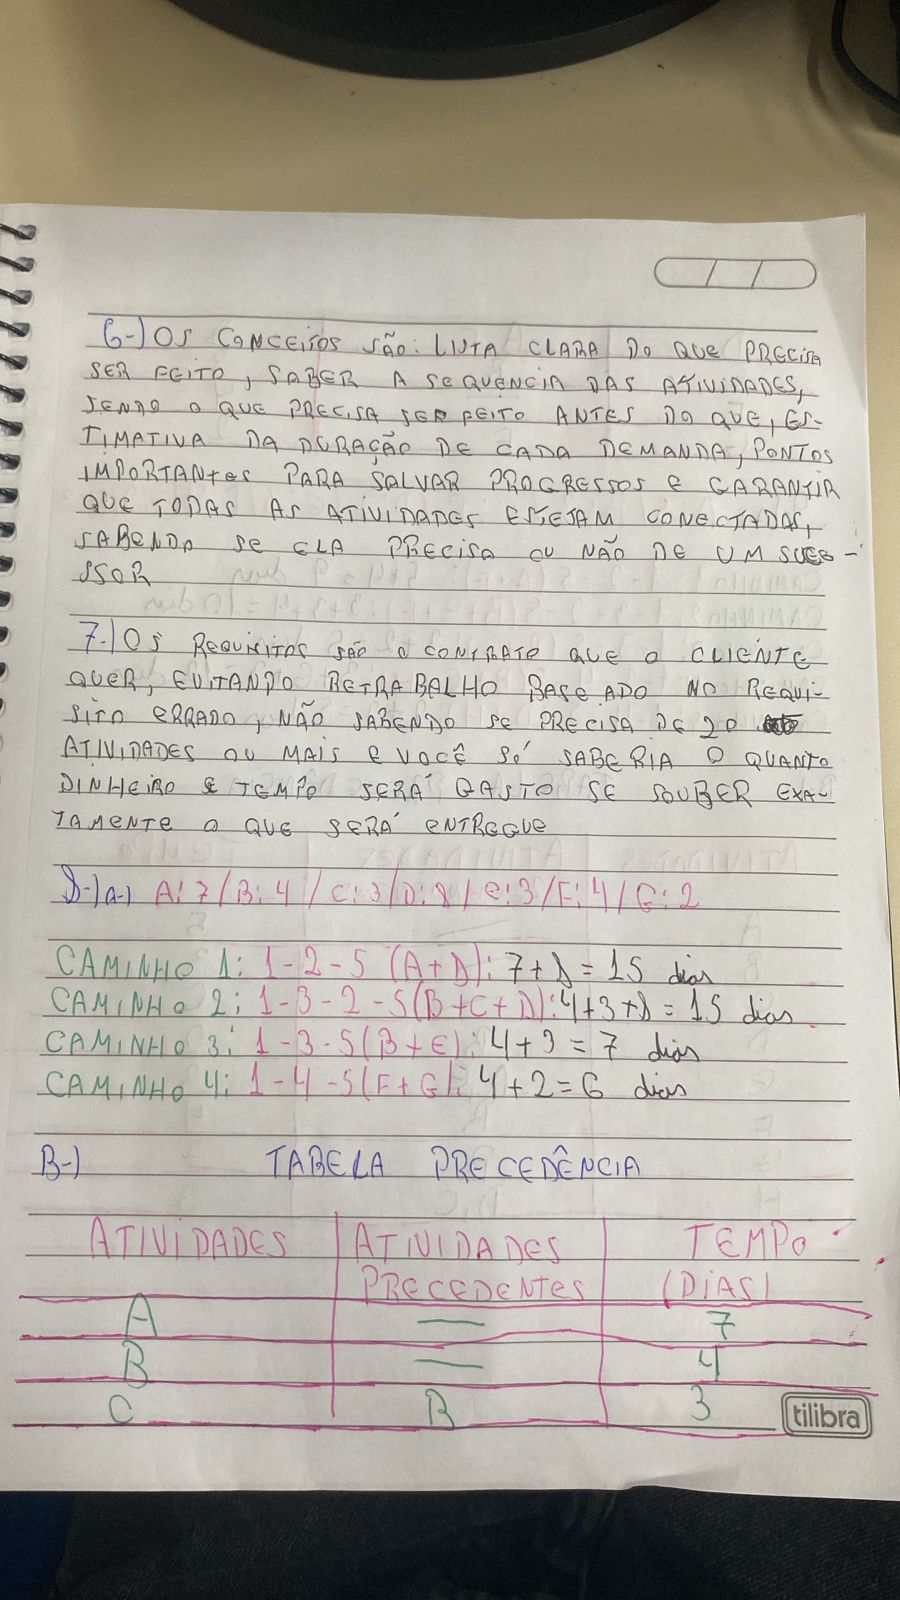 6-) OS CONCEITOS SÃO: LISTA CLARA DO QUE PRECISA
SER FEITO, SABER A SEQUENCIA DAS ATIVIDADES,
SENDO O QUE PRECISA SER FEITO ANTES DO QUE, ES-
TIMATIVA DA DURAÇÃO DE CADA DEMANDA, PONTOS
IMPORTANTES PARA SALVAR PROGRESSOS E GARANTIR
QUE TODAS AS ATIVIDADES ESTEJAM CONECTADAS,
SABENDO SE ELA PRECISA OU NÃO DE UM SUCE-
SSOR
7-) OS REQUISITOS SÃO O CONTRATO QUE O CLIENTE
QUER, EVITANDO RETRABALHO BASEADO NO REQUI-
SITO ERRADO, NÃO SABENDO SE PRECISA DE 20
ATIVIDADES OU MAIS E VOCÊ SÓ SABERIA O QUANTO
DINHEIRO E TEMPO SERÁ GASTO SE SOUBER EXA-
TAMENTE O QUE SERÁ ENTREGUE
8-) A-) A: 7 / B: 4 / C: 3 / D: 8 / E: 3 / F: 4 / G: 2
CAMINHO 1: 1-2-5 (A+D): 7+8 = 15 dias
CAMINHO 2: 1-3-2-5 (B+C+D): 4+3+8 = 15 dias
CAMINHO 3: 1-3-5 (B+E): 4+3 = 7 dias
CAMINHO 4: 1-4-5 (F+G): 4+2 = 6 dias
B-) TABELA PRECEDÊNCIA
ATIVIDADES ATIVIDADES TEMPO
PRECEDENTES (DIAS)
A — 7
B — 4
C B 3
tilibra